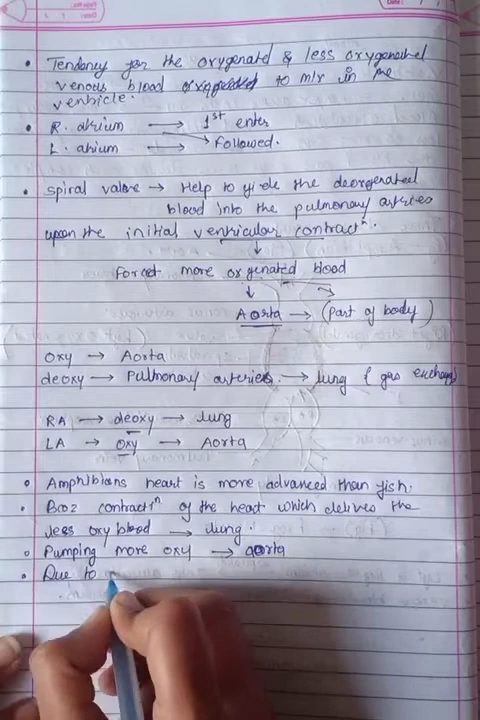 • Tendancy for the oxygenated & less oxygenated
venous blood to mix in the
ventricle.
• R. atrium → 1st enter
L. atrium → Followed.
• Spiral valve → Help to the
blood into the pulmonary arteries
upon the initial ventricular contractn.
↓
Forced more oxygenated blood
↓
Aorta → (Part of body)
Oxy → Aorta
deoxy → Pulmonary arteries. → lung { gas exchange
RA → deoxy → lung
LA → Oxy → Aorta
• Amphibians heart is more advanced than fish.
• Bcoz contractn of the heart which delives the
less oxy blood → lung.
• Pumping more oxy → aorta
• Due to